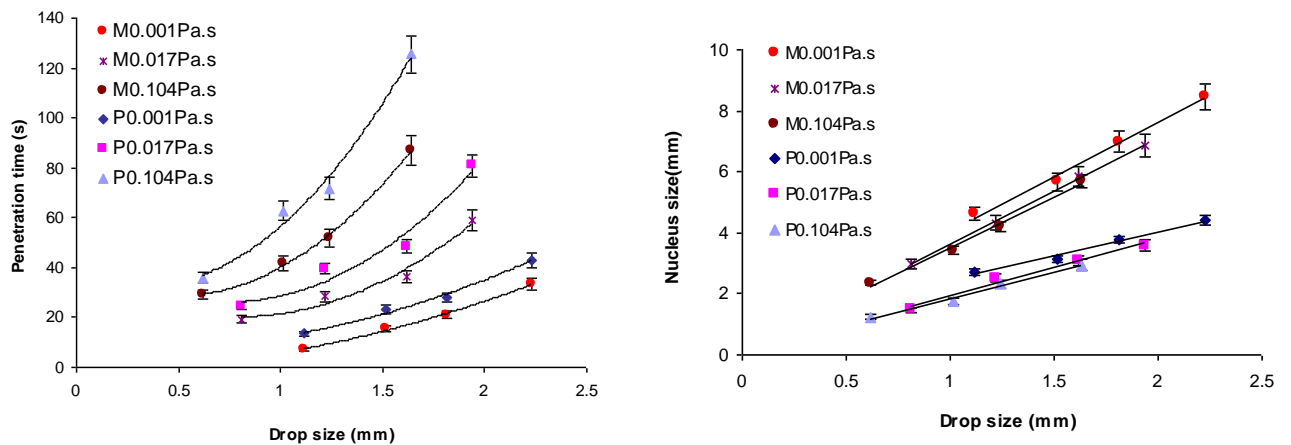 140
120
100
80
60
40
20
0
0
0.5
1
1.5
2
2.5
Penetration time (s)
Drop size (mm)
M0.001Pa.s
M0.017Pa.s
M0.104Pa.s
P0.001Pa.s
P0.017Pa.s
P0.104Pa.s
10
8
6
4
2
0
0
0.5
1
1.5
2
2.5
Nucleus size(mm)
Drop size (mm)
M0.001Pa.s
M0.017Pa.s
M0.104Pa.s
P0.001Pa.s
P0.017Pa.s
P0.104Pa.s